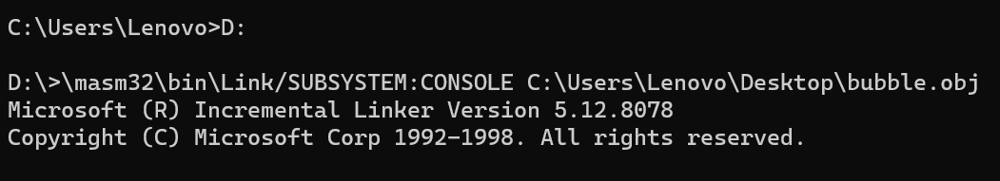 C:\Users\Lenovo>D:
D:\>\masm32\bin\Link/SUBSYSTEM:CONSOLE C:\Users\Lenovo\Desktop\bubble.obj
Microsoft (R) Incremental Linker Version 5.12.8078
Copyright (C) Microsoft Corp 1992-1998. All rights reserved.